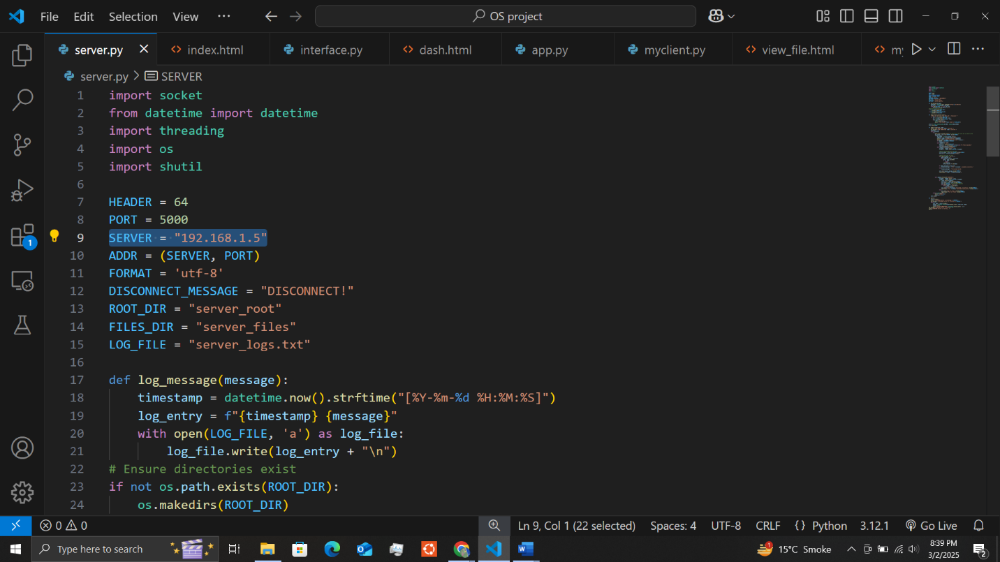 File Edit Selection View ··· OS project
server.py index.html interface.py dash.html app.py myclient.py view_file.html my
server.py > SERVER
1 import socket
2 from datetime import datetime
3 import threading
4 import os
5 import shutil
6
7 HEADER = 64
8 PORT = 5000
9 SERVER = "192.168.1.5"
10 ADDR = (SERVER, PORT)
11 FORMAT = 'utf-8'
12 DISCONNECT_MESSAGE = "DISCONNECT!"
13 ROOT_DIR = "server_root"
14 FILES_DIR = "server_files"
15 LOG_FILE = "server_logs.txt"
16
17 def log_message(message):
18     timestamp = datetime.now().strftime("[%Y-%m-%d %H:%M:%S]")
19     log_entry = f"{timestamp} {message}"
20     with open(LOG_FILE, 'a') as log_file:
21         log_file.write(log_entry + "\n")
22 # Ensure directories exist
23 if not os.path.exists(ROOT_DIR):
24     os.makedirs(ROOT_DIR)
1
0 0 Ln 9, Col 1 (22 selected) Spaces: 4 UTF-8 CRLF {} Python 3.12.1 Go Live
Type here to search 1 15°C Smoke 8:39 PM
3/2/2025 2